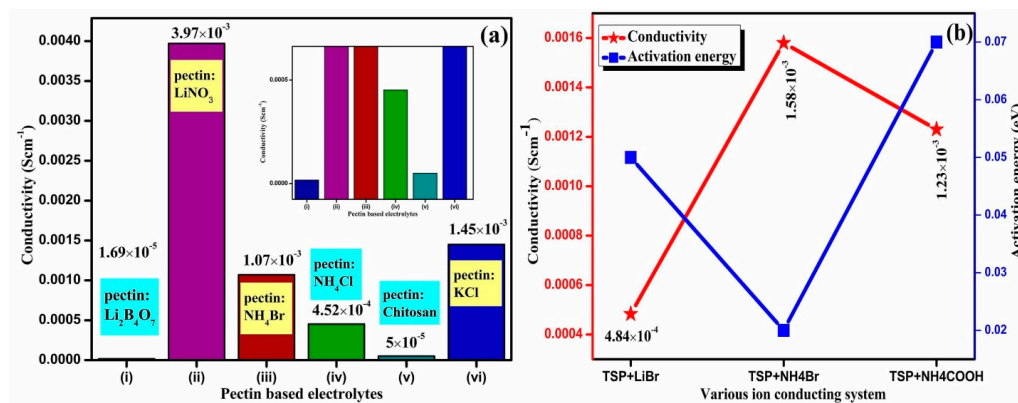 (a)
Conductivity (Scm⁻¹)
0.0040
0.0035
0.0030
0.0025
0.0020
0.0015
0.0010
0.0005
0.0000
1.69×10⁻⁵
pectin:
Li₂B₄O₇
3.97×10⁻³
pectin:
LiNO₃
1.07×10⁻³
pectin:
NH₄Br
pectin:
NH₄Cl
4.52×10⁻⁴
pectin:
Chitosan
5×10⁻⁵
1.45×10⁻³
pectin:
KCl
(i) (ii) (iii) (iv) (v) (vi)
Pectin based electrolytes
Conductivity (Scm⁻¹)
0.0005
0.0000
(i) (ii) (iii) (iv) (v) (vi)
Pectin based electrolytes
(b)
Conductivity
Activation energy
Conductivity (Scm⁻¹)
0.0016
0.0014
0.0012
0.0010
0.0008
0.0006
0.0004
4.84×10⁻⁴
1.58×10⁻³
1.23×10⁻³
0.07
0.06
0.05
0.04
0.03
0.02
Activation energy (eV)
TSP+LiBr TSP+NH4Br TSP+NH4COOH
Various ion conducting system